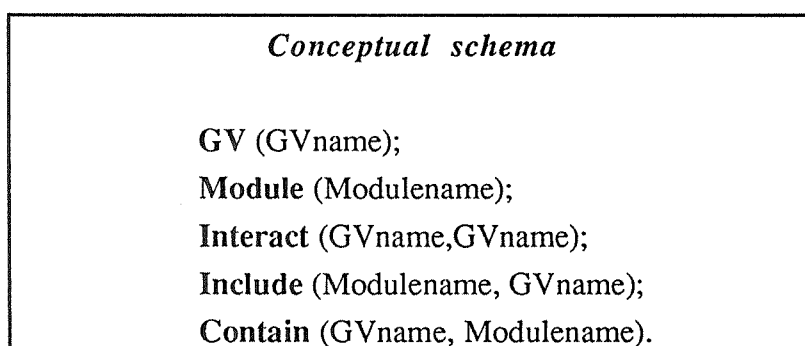 Conceptual schema
GV (GVname);
Module (Modulename);
Interact (GVname,GVname);
Include (Modulename, GVname);
Contain (GVname, Modulename).